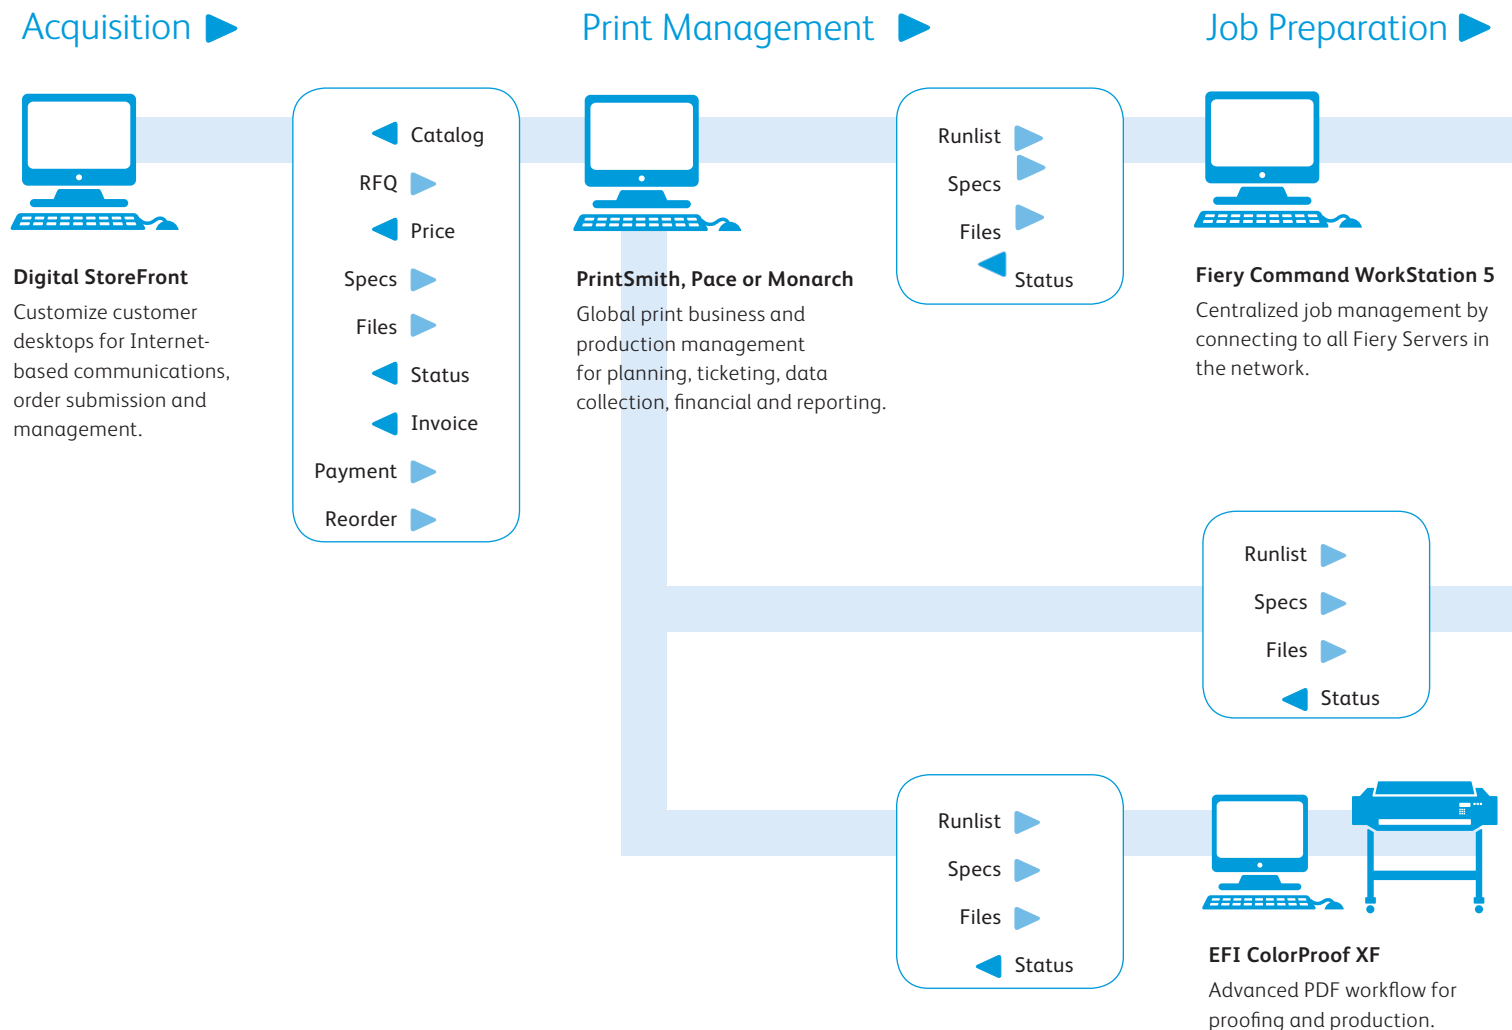 Acquisition
Print Management
Job Preparation
Catalog
RFQ
Price
Specs
Files
Status
Invoice
Payment
Reorder
Runlist
Specs
Files
Status
Digital StoreFront
Customize customer
desktops for Internet-
based communications,
order submission and
management.
PrintSmith, Pace or Monarch
Global print business and
production management
for planning, ticketing, data
collection, financial and reporting.
Fiery Command WorkStation 5
Centralized job management by
connecting to all Fiery Servers in
the network.
Runlist
Specs
Files
Status
Runlist
Specs
Files
Status
EFI ColorProof XF
Advanced PDF workflow for
proofing and production.